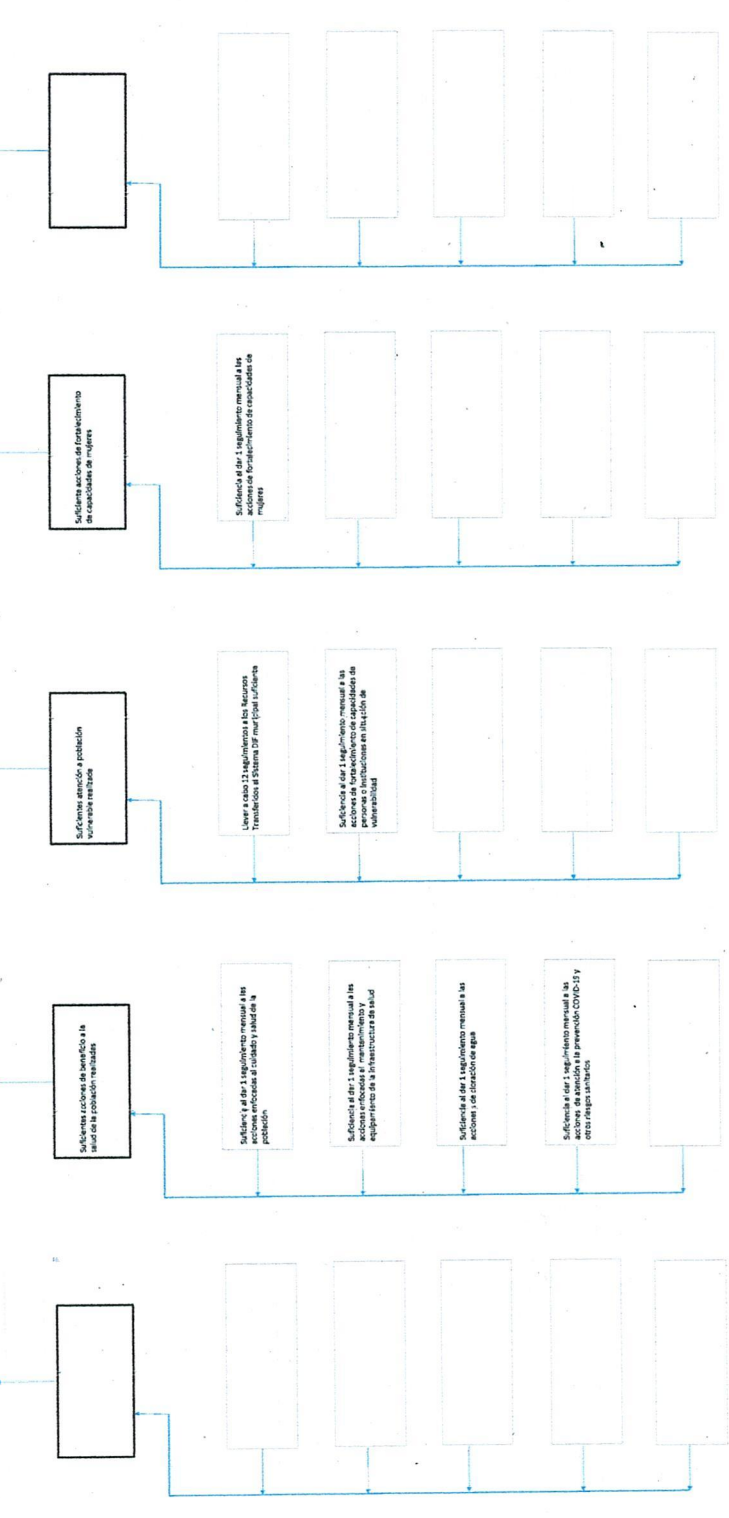 Suficientes acciones de beneficio a la
salud de la población realizadas
Suficiencia al dar 1 seguimiento mensual a las
acciones enfocadas al cuidado y salud de la
población
Suficiencia al dar 1 seguimiento mensual a las
acciones enfocadas al mantenimiento y
equipamiento de la infraestructura de salud
Suficiencia al dar 1 seguimiento mensual a las
acciones y de cloración de agua
Suficiencia al dar 1 seguimiento mensual a las
acciones de atención a la prevención COVID-19 y
otros riesgos sanitarios
Suficientes atención a población
vulnerable realizade
Llevar a cabo 12 seguimientos a los Recursos
Transferidos al Sistema DIF municipal suficiente
Suficiencia al dar 1 seguimiento mensual a las
acciones de fortalecimiento de capacidades de
personas o instituciones en situación de
vulnerabilidad
Suficiente acciones de fortalecimiento
de capacidades de mujeres
Suficiencia al dar 1 seguimiento mensual a las
acciones de fortalecimiento de capacidades de
mujeres